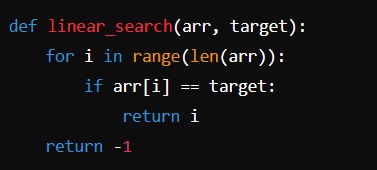 def linear_search(arr, target):
    for i in range(len(arr)):
        if arr[i] == target:
            return i
    return -1